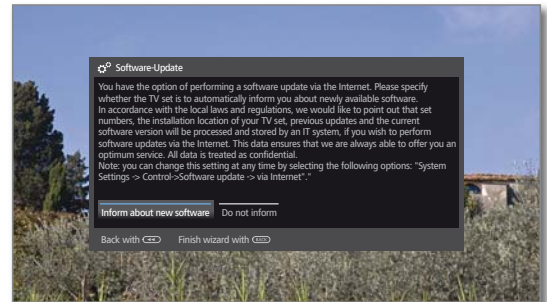 Software-Update
You have the option of performing a software update via the Internet. Please specify
whether the TV set is to automatically inform you about newly available software.
In accordance with the local laws and regulations, we would like to point out that set
numbers, the installation location of your TV set, previous updates and the current
software version will be processed and stored by an IT system, if you wish to perform
software updates via the Internet. This data ensures that we are always able to offer you an
optimum service. All data is treated as confidential.
Note: you can change this setting at any time by selecting the following options: "System
Settings -> Control->Software update -> via Internet"."
Inform about new software Do not inform
Back with Finish wizard with BACK